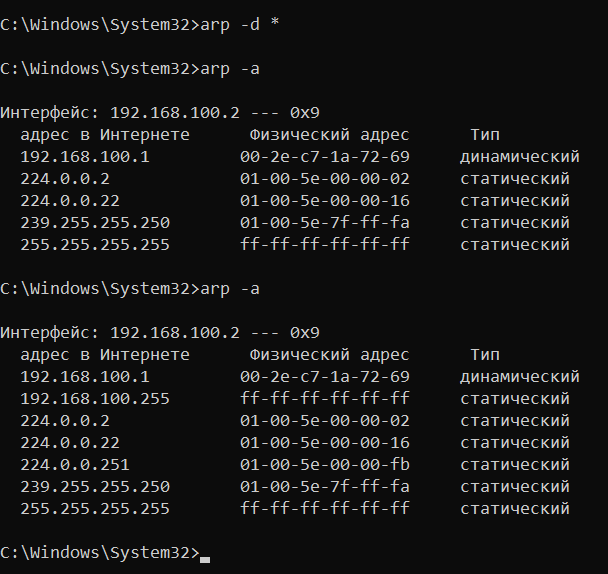 C:\Windows\System32>arp -d *
C:\Windows\System32>arp -a
Интерфейс: 192.168.100.2 --- 0x9
адрес в Интернете Физический адрес Тип
192.168.100.1 00-2e-c7-1a-72-69 динамический
224.0.0.2 01-00-5e-00-00-02 статический
224.0.0.22 01-00-5e-00-00-16 статический
239.255.255.250 01-00-5e-7f-ff-fa статический
255.255.255.255 ff-ff-ff-ff-ff-ff статический
C:\Windows\System32>arp -a
Интерфейс: 192.168.100.2 --- 0x9
адрес в Интернете Физический адрес Тип
192.168.100.1 00-2e-c7-1a-72-69 динамический
192.168.100.255 ff-ff-ff-ff-ff-ff статический
224.0.0.2 01-00-5e-00-00-02 статический
224.0.0.22 01-00-5e-00-00-16 статический
224.0.0.251 01-00-5e-00-00-fb статический
239.255.255.250 01-00-5e-7f-ff-fa статический
255.255.255.255 ff-ff-ff-ff-ff-ff статический
C:\Windows\System32>